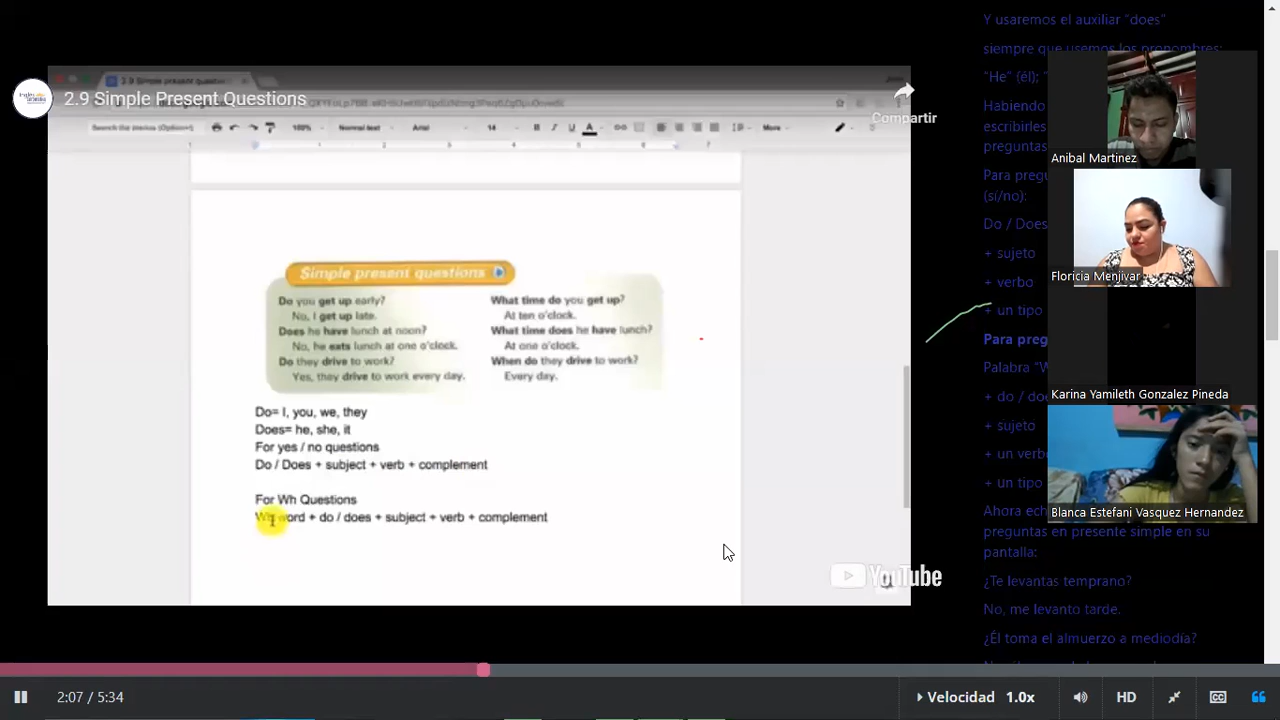 2.9 Simple Present Questions
Compartir
100%
Normal text
Arial
14
B I U A
More
Simple present questions
Do you get up early?
No, I get up late.
Does he have lunch at noon?
No, he eats lunch at one o'clock.
Do they drive to work?
Yes, they drive to work every day.
What time do you get up?
At ten o'clock.
What time does he have lunch?
At one o'clock.
When do they drive to work?
Every day.
Do= I, you, we, they
Does= he, she, it
For yes / no questions
Do / Does + subject + verb + complement
For Wh Questions
Wh word + do / does + subject + verb + complement
YouTube
2:07 / 5:34
Velocidad 1.0x
HD
Y usaremos el auxiliar "does"
siempre que usemos los pronombres:
"He" (él); "
Habiendo
escribirles
preguntas
Para preg
(sí/no):
Do / Does
+ sujeto
+ verbo
+ un tipo
Para preg
Palabra "W
+ do / doe
+ sujeto
+ un verb
+ un tipo
Ahora ech
preguntas en presente simple en su
pantalla:
¿Te levantas temprano?
No, me levanto tarde.
¿Él toma el almuerzo a mediodía?
Anibal Martinez
Floricia Menjivar
Karina Yamileth Gonzalez Pineda
Blanca Estefani Vasquez Hernandez